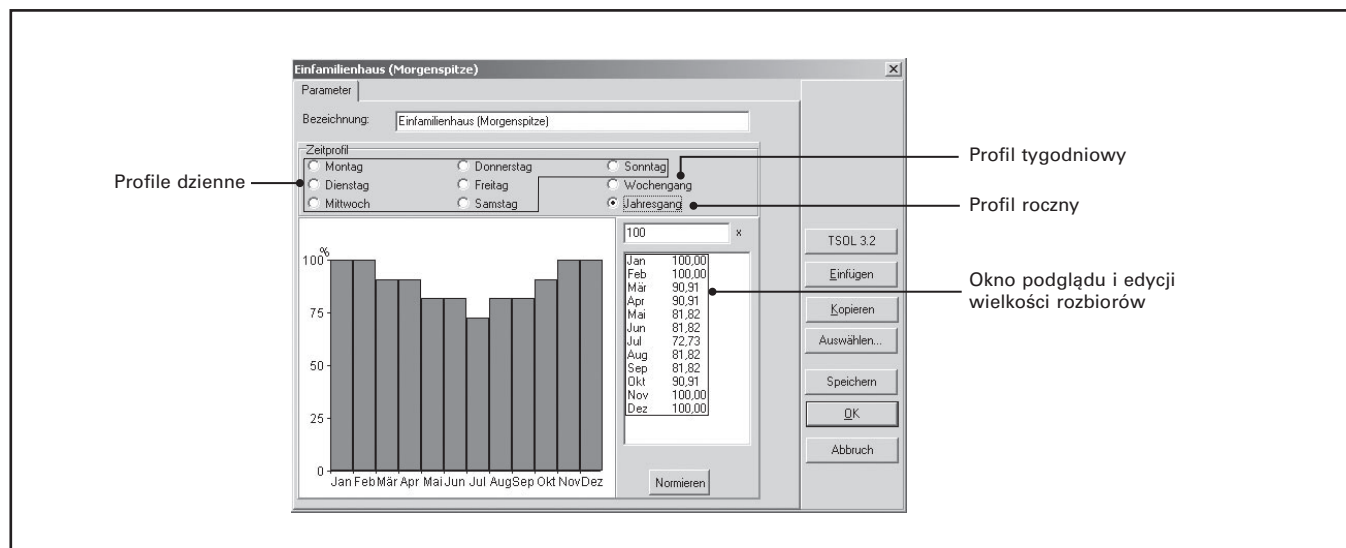 Einfamilienhaus (Morgenspitze)
Parameter
Bezeichnung: Einfamilienhaus (Morgenspitze)
Zeitprofil
Montag Donnerstag Sonntag
Dienstag Freitag Wochengang
Mittwoch Samstag Jahresgang
Profile dzienne
Profil tygodniowy
Profil roczny
100 x
%
100
75
50
25
0
Jan Feb Mär Apr Mai Jun Jul Aug Sep Okt Nov Dez
Jan 100,00
Feb 100,00
Mär 90,91
Apr 90,91
Mai 81,82
Jun 81,82
Jul 72,73
Aug 81,82
Sep 81,82
Okt 90,91
Nov 100,00
Dez 100,00
Normieren
Okno podglądu i edycji
wielkości rozbiorów
TSOL 3.2
Einfügen
Kopieren
Auswählen...
Speichern
OK
Abbruch